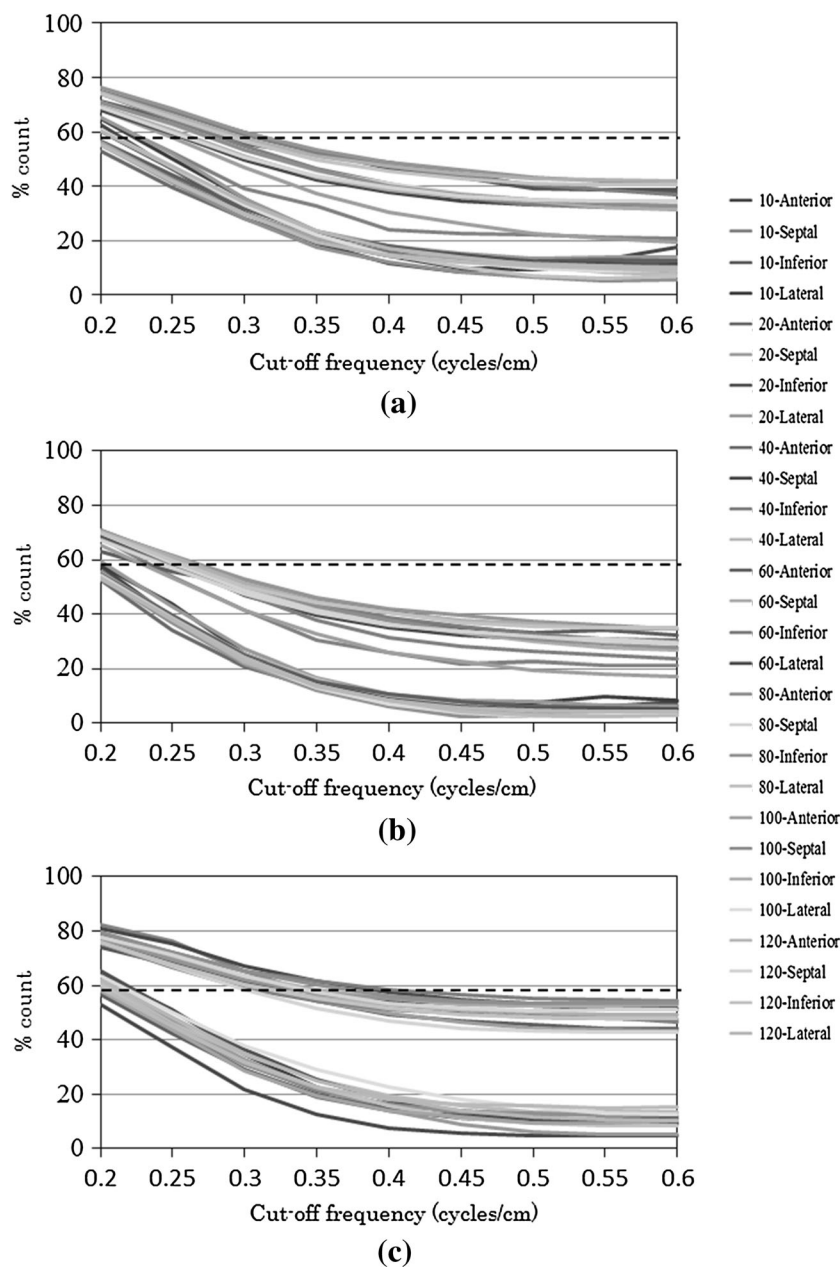 100
80
60
40
20
0
% count
0.2 0.25 0.3 0.35 0.4 0.45 0.5 0.55 0.6
Cut-off frequency (cycles/cm)
(a)
100
80
60
40
20
0
% count
0.2 0.25 0.3 0.35 0.4 0.45 0.5 0.55 0.6
Cut-off frequency (cycles/cm)
(b)
100
80
60
40
20
0
% count
0.2 0.25 0.3 0.35 0.4 0.45 0.5 0.55 0.6
Cut-off frequency (cycles/cm)
(c)
10-Anterior
10-Septal
10-Inferior
10-Lateral
20-Anterior
20-Septal
20-Inferior
20-Lateral
40-Anterior
40-Septal
40-Inferior
40-Lateral
60-Anterior
60-Septal
60-Inferior
60-Lateral
80-Anterior
80-Septal
80-Inferior
80-Lateral
100-Anterior
100-Septal
100-Inferior
100-Lateral
120-Anterior
120-Septal
120-Inferior
120-Lateral